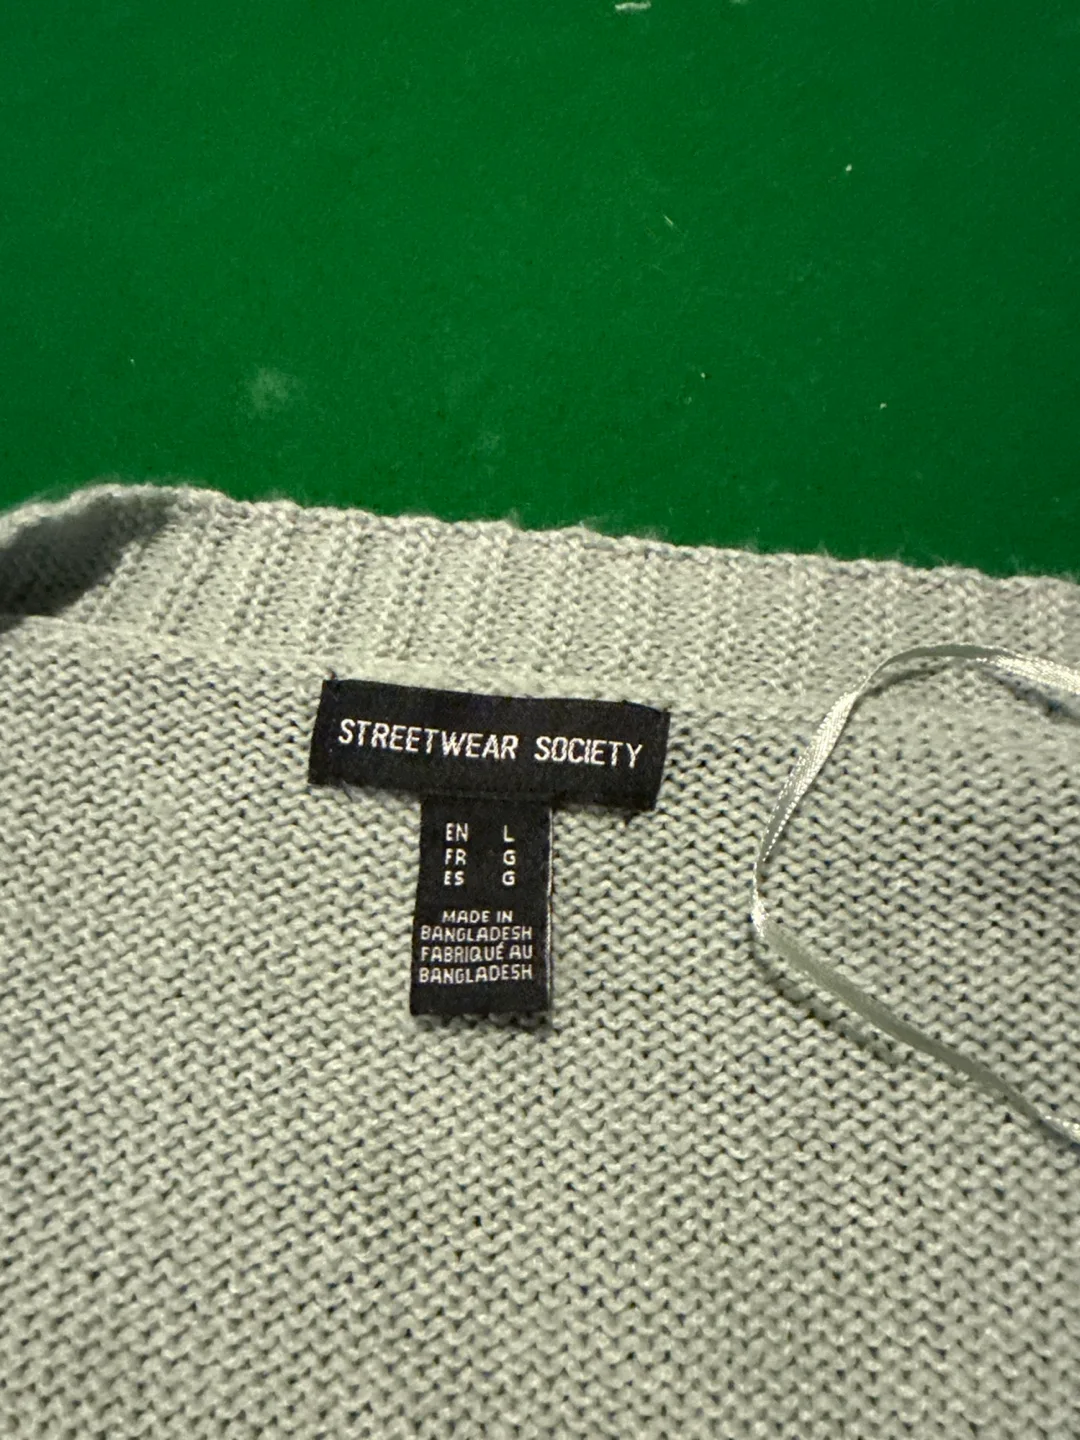 STREETWEAR SOCIETY
EN L
FR G
ES G
MADE IN
BANGLADESH
FABRIQUÉ AU
BANGLADESH